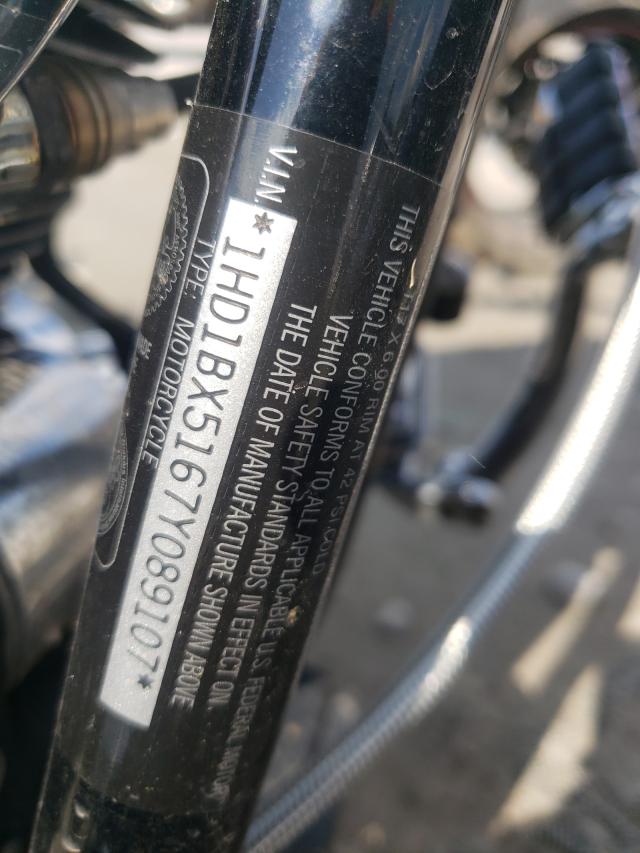 X 6.90 RIM AT 42 PSI COLD
THIS VEHICLE CONFORMS TO ALL APPLICABLE U.S. FEDERAL MOTOR
VEHICLE SAFETY STANDARDS IN EFFECT ON
THE DATE OF MANUFACTURE SHOWN ABOVE
V.I.N. *1HD1BX5167Y089107*
TYPE: MOTORCYCLE